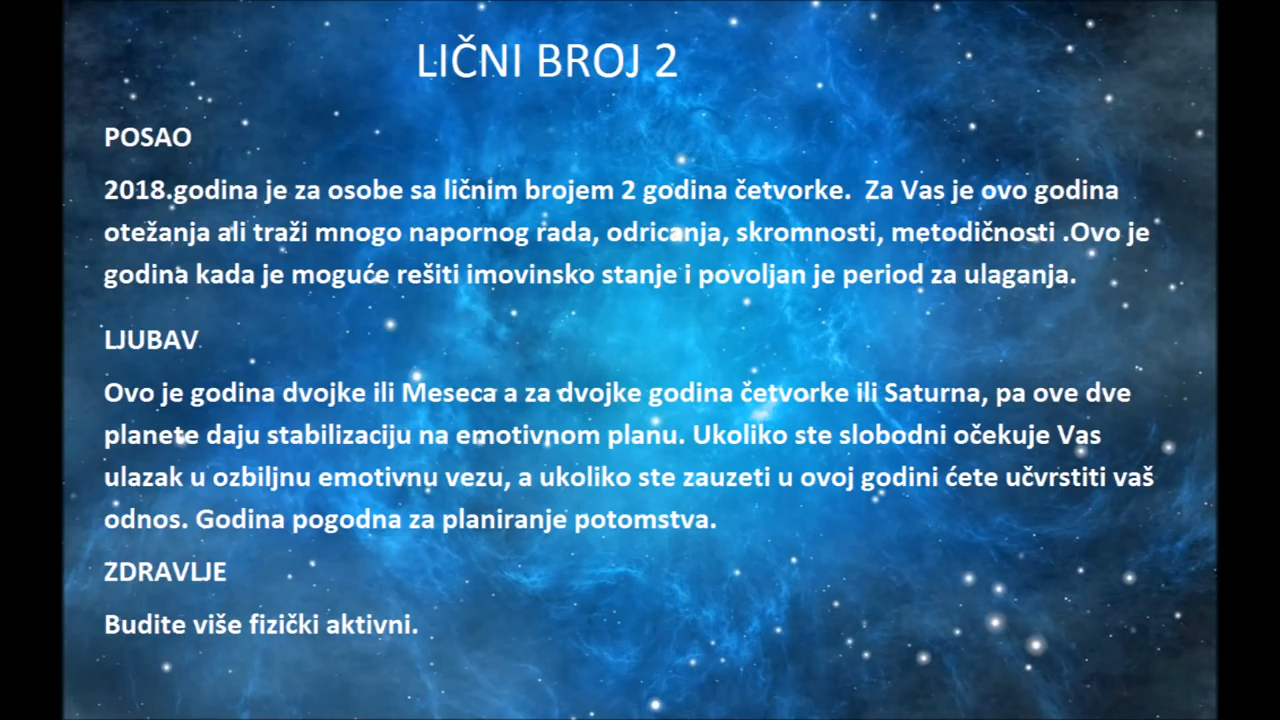 LIČNI BROJ 2
POSAO
2018.godina je za osobe sa ličnim brojem 2 godina četvorke.  Za Vas je ovo godina
otežanja ali traži mnogo napornog rada, odricanja, skromnosti, metodičnosti .Ovo je
godina kada je moguće rešiti imovinsko stanje i povoljan je period za ulaganja.
LJUBAV
Ovo je godina dvojke ili Meseca a za dvojke godina četvorke ili Saturna, pa ove dve
planete daju stabilizaciju na emotivnom planu. Ukoliko ste slobodni očekuje Vas
ulazak u ozbiljnu emotivnu vezu, a ukoliko ste zauzeti u ovoj godini ćete učvrstiti vaš
odnos. Godina pogodna za planiranje potomstva.
ZDRAVLJE
Budite više fizički aktivni.